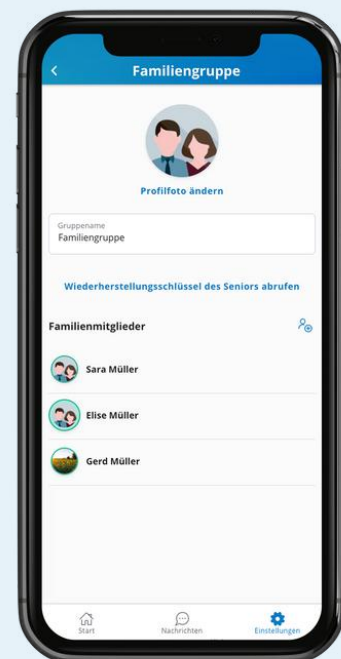 Familiengruppe
Profilfoto ändern
Gruppenname
Familiengruppe
Wiederherstellungsschlüssel des Seniors abrufen
Familienmitglieder
Sara Müller
Elise Müller
Gerd Müller
Start
Nachrichten
Einstellungen